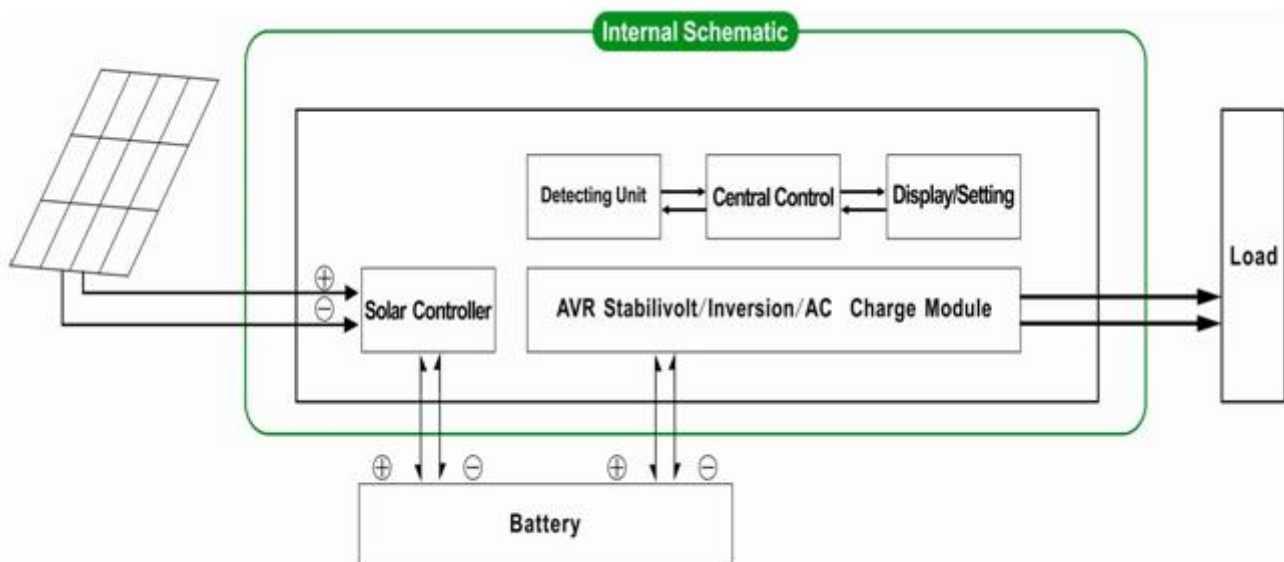 Internal Schematic
Detecting Unit
Central Control
Display/Setting
Load
⊕
⊖
Solar Controller
AVR Stabilivolt/Inversion/AC Charge Module
⊕
⊖
⊕
⊖
Battery